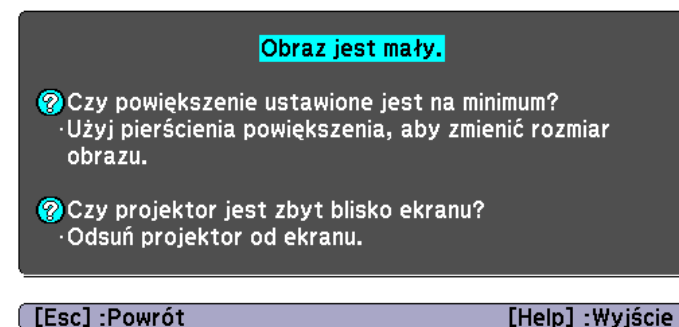 Obraz jest mały.
Czy powiększenie ustawione jest na minimum?
·Użyj pierścienia powiększenia, aby zmienić rozmiar
obrazu.
Czy projektor jest zbyt blisko ekranu?
·Odsuń projektor od ekranu.
[Esc] :Powrót [Help] :Wyjście